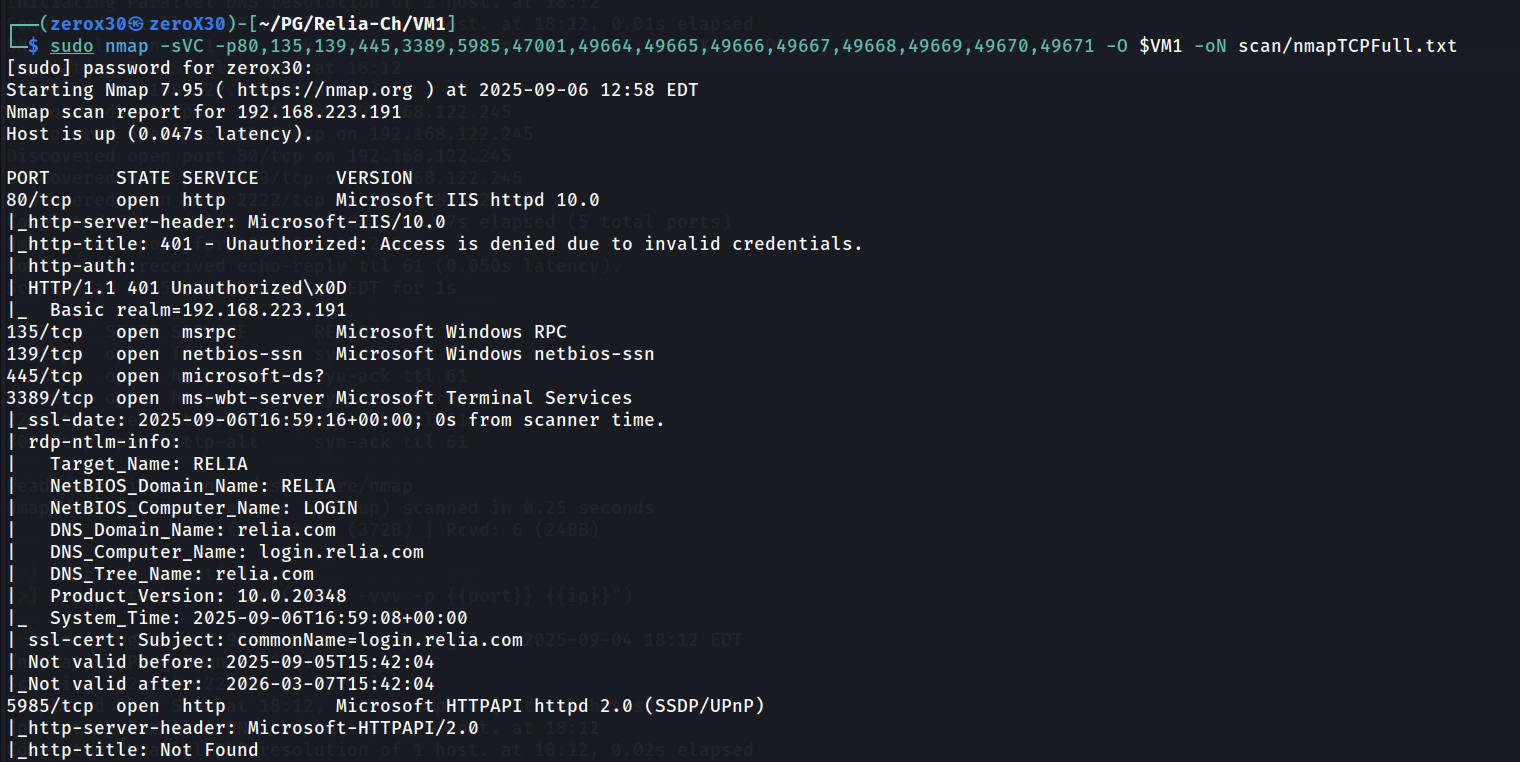 ┌──(zerox30㉿zeroX30)-[~/PG/Relia-Ch/VM1]
└─$ sudo nmap -sVC -p80,135,139,445,3389,5985,47001,49664,49665,49666,49667,49668,49669,49670,49671 -O $VM1 -oN scan/nmapTCPFull.txt
[sudo] password for zerox30:
Starting Nmap 7.95 ( https://nmap.org ) at 2025-09-06 12:58 EDT
Nmap scan report for 192.168.223.191
Host is up (0.047s latency).

PORT      STATE SERVICE       VERSION
80/tcp    open  http          Microsoft IIS httpd 10.0
|_http-server-header: Microsoft-IIS/10.0
|_http-title: 401 - Unauthorized: Access is denied due to invalid credentials.
| http-auth:
| HTTP/1.1 401 Unauthorized\x0D
|_  Basic realm=192.168.223.191
135/tcp   open  msrpc         Microsoft Windows RPC
139/tcp   open  netbios-ssn   Microsoft Windows netbios-ssn
445/tcp   open  microsoft-ds?
3389/tcp  open  ms-wbt-server Microsoft Terminal Services
|_ssl-date: 2025-09-06T16:59:16+00:00; 0s from scanner time.
| rdp-ntlm-info:
|   Target_Name: RELIA
|   NetBIOS_Domain_Name: RELIA
|   NetBIOS_Computer_Name: LOGIN
|   DNS_Domain_Name: relia.com
|   DNS_Computer_Name: login.relia.com
|   DNS_Tree_Name: relia.com
|   Product_Version: 10.0.20348
|_  System_Time: 2025-09-06T16:59:08+00:00
| ssl-cert: Subject: commonName=login.relia.com
| Not valid before: 2025-09-05T15:42:04
|_Not valid after:  2026-03-07T15:42:04
5985/tcp  open  http          Microsoft HTTPAPI httpd 2.0 (SSDP/UPnP)
|_http-server-header: Microsoft-HTTPAPI/2.0
|_http-title: Not Found